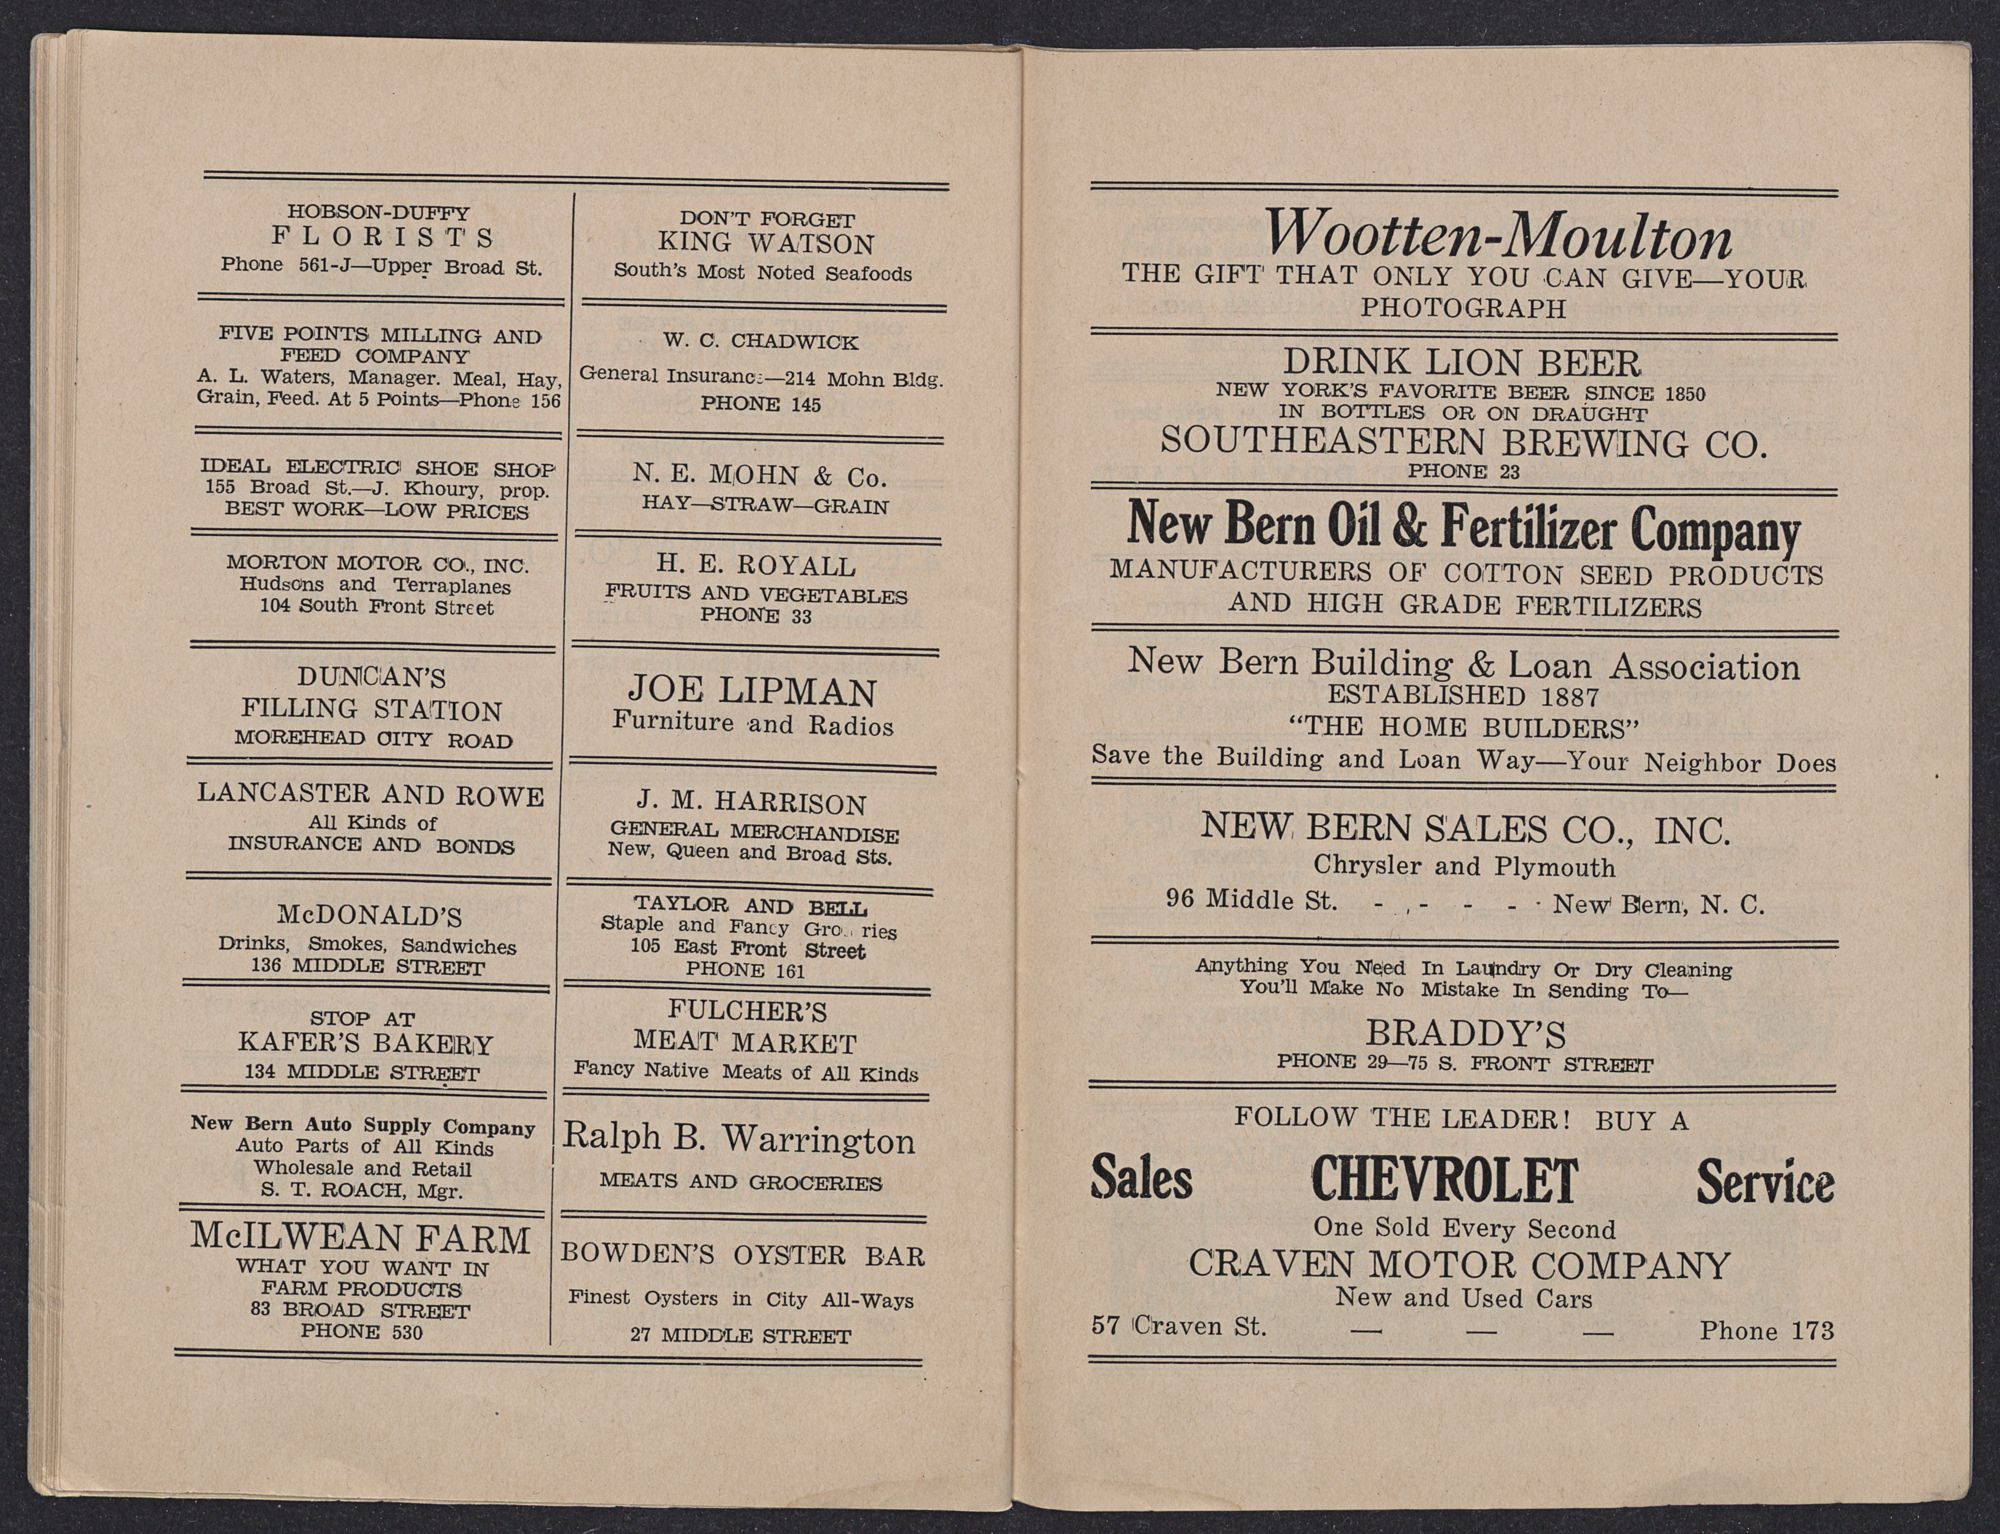 HOBSON-DUFFY
FLORISTS
Phone 561-J—Upper Broad St.
FIVE POINTS MILLING AND
FEED COMPANY
A. L. Waters, Manager. Meal, Hay,
Grain, Feed. At 5 Points—Phone 156
IDEAL ELECTRIC SHOE SHOP
155 Broad St.—J. Khoury, prop.
BEST WORK—LOW PRICES
MORTON MOTOR CO., INC.
Hudsons and Terraplanes
104 South Front Street
DUNCAN'S
FILLING STATION
MOREHEAD CITY ROAD
LANCASTER AND ROWE
All Kinds of
INSURANCE AND BONDS
McDONALD'S
Drinks, Smokes, Sandwiches
136 MIDDLE STREET
STOP AT
KAFER'S BAKERY
134 MIDDLE STREET
New Bern Auto Supply Company
Auto Parts of All Kinds
Wholesale and Retail
S. T. ROACH, Mgr.
McILWEAN FARM
WHAT YOU WANT IN
FARM PRODUCTS
83 BROAD STREET
PHONE 530
DON'T FORGET
KING WATSON
South's Most Noted Seafoods
W. C. CHADWICK
General Insurance—214 Mohn Bldg.
PHONE 145
N. E. MOHN & Co.
HAY—STRAW—GRAIN
H. E. ROYALL
FRUITS AND VEGETABLES
PHONE 33
JOE LIPMAN
Furniture and Radios
J. M. HARRISON
GENERAL MERCHANDISE
New, Queen and Broad Sts.
TAYLOR AND BELL
Staple and Fancy Gro ries
105 East Front Street
PHONE 161
FULCHER'S
MEAT MARKET
Fancy Native Meats of All Kinds
Ralph B. Warrington
MEATS AND GROCERIES
BOWDEN'S OYSTER BAR
Finest Oysters in City All-Ways
27 MIDDLE STREET
Wootten-Moulton
THE GIFT THAT ONLY YOU CAN GIVE—YOUR
PHOTOGRAPH
DRINK LION BEER
NEW YORK'S FAVORITE BEER SINCE 1850
IN BOTTLES OR ON DRAUGHT
SOUTHEASTERN BREWING CO.
PHONE 23
New Bern Oil & Fertilizer Company
MANUFACTURERS OF COTTON SEED PRODUCTS
AND HIGH GRADE FERTILIZERS
New Bern Building & Loan Association
ESTABLISHED 1887
"THE HOME BUILDERS"
Save the Building and Loan Way—Your Neighbor Does
NEW BERN SALES CO., INC.
Chrysler and Plymouth
96 Middle St. - - - - New Bern, N. C.
Anything You Need In Laundry Or Dry Cleaning
You'll Make No Mistake In Sending To—
BRADDY'S
PHONE 29—75 S. FRONT STREET
FOLLOW THE LEADER! BUY A
Sales CHEVROLET Service
One Sold Every Second
CRAVEN MOTOR COMPANY
New and Used Cars
57 Craven St. — — — Phone 173